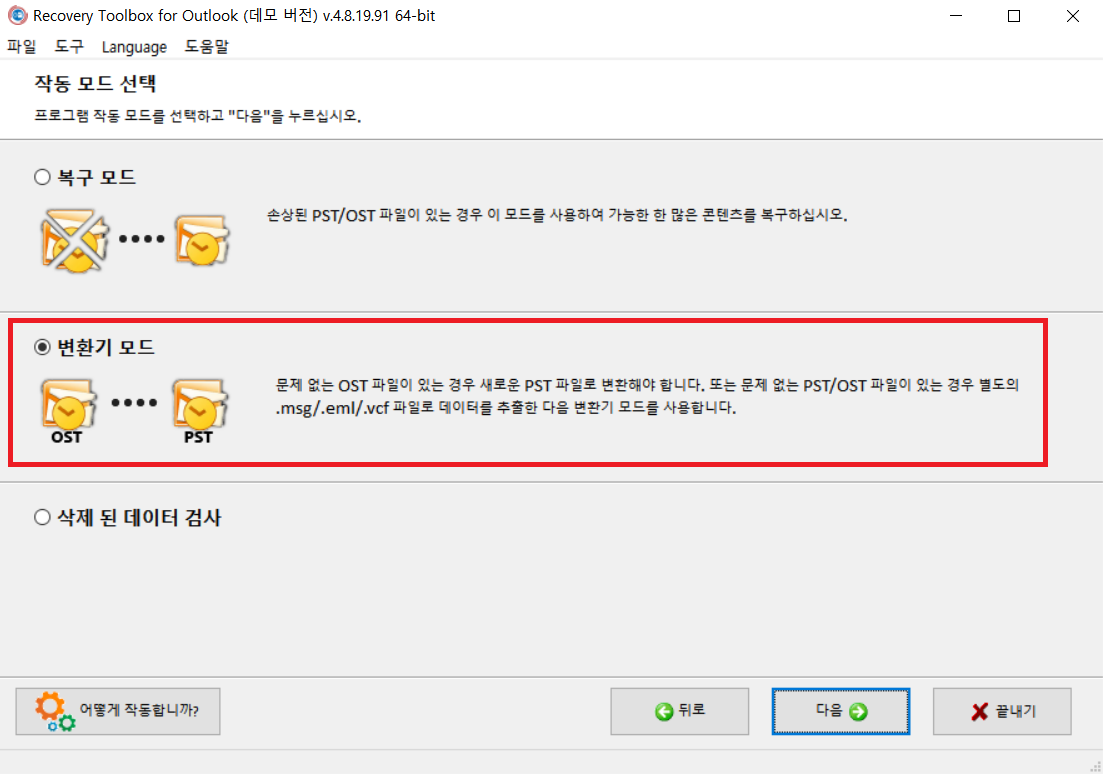 Recovery Toolbox for Outlook (데모 버전) v.4.8.19.91 64-bit
파일 도구 Language 도움말
작동 모드 선택
프로그램 작동 모드를 선택하고 "다음"을 누르십시오.
복구 모드
손상된 PST/OST 파일이 있는 경우 이 모드를 사용하여 가능한 한 많은 콘텐츠를 복구하십시오.
변환기 모드
문제 없는 OST 파일이 있는 경우 새로운 PST 파일로 변환해야 합니다. 또는 문제 없는 PST/OST 파일이 있는 경우 별도의
.msg/.eml/.vcf 파일로 데이터를 추출한 다음 변환기 모드를 사용합니다.
OST PST
삭제 된 데이터 검사
어떻게 작동합니까? 뒤로 다음 끝내기